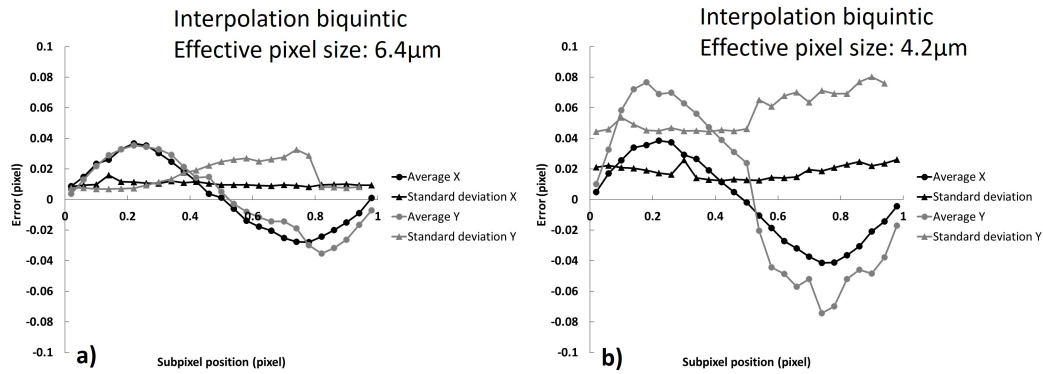 Interpolation biquintic
Effective pixel size: 6.4µm
0.1
0.08
0.06
0.04
0.02
0
-0.02
-0.04
-0.06
-0.08
-0.1
0
0.2
0.4
0.6
0.8
1
Error (pixel)
Subpixel position (pixel)
Average X
Standard deviation X
Average Y
Standard deviation Y
a)
Interpolation biquintic
Effective pixel size: 4.2µm
0.1
0.08
0.06
0.04
0.02
0
-0.02
-0.04
-0.06
-0.08
-0.1
0
0.2
0.4
0.6
0.8
1
Error (pixel)
Subpixel position (pixel)
Average X
Standard deviation
Average Y
Standard deviation Y
b)